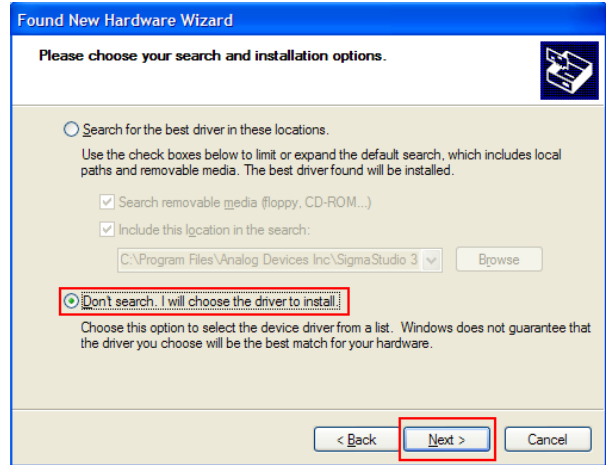 Found New Hardware Wizard
Please choose your search and installation options.
Search for the best driver in these locations.
Use the check boxes below to limit or expand the default search, which includes local
paths and removable media. The best driver found will be installed.
Search removable media (floppy, CD-ROM...)
Include this location in the search:
C:\Program Files\Analog Devices Inc\SigmaStudio 3
Browse
Don't search. I will choose the driver to install.
Choose this option to select the device driver from a list. Windows does not guarantee that
the driver you choose will be the best match for your hardware.
< Back Next > Cancel